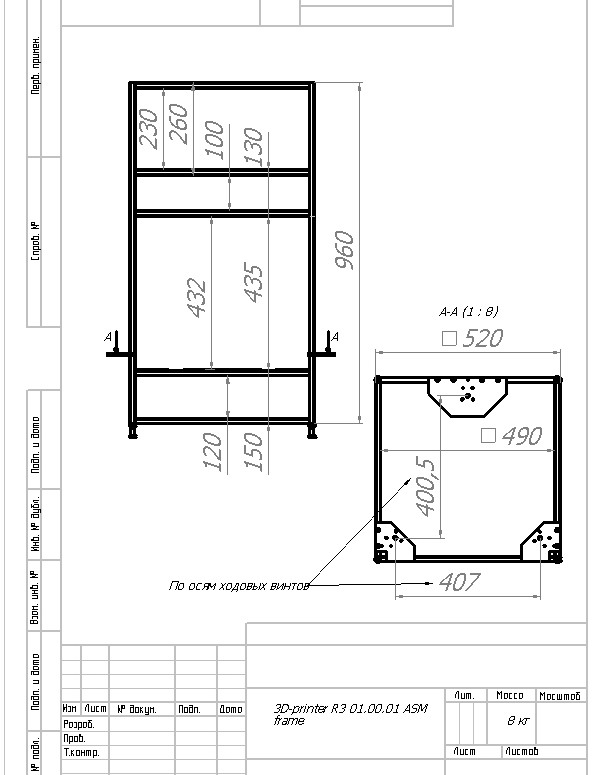 Перв. примен.
Справ. №
Подп. и дата
Инв. № дубл.
Взам. инв. №
Подп. и дата
№ подл.
230
260
100
130
960
432
435
A
A
120
150
A-A (1 : 8)
□ 520
□ 490
400,5
407
По осям ходовых винтов
Изм Лист № докум. Подп. Дата
Разраб.
Пров.
Т.контр.
3D-printer R3 01.00.01 ASM
frame
Лит. Масса Масштаб
8 кг
Лист Листов